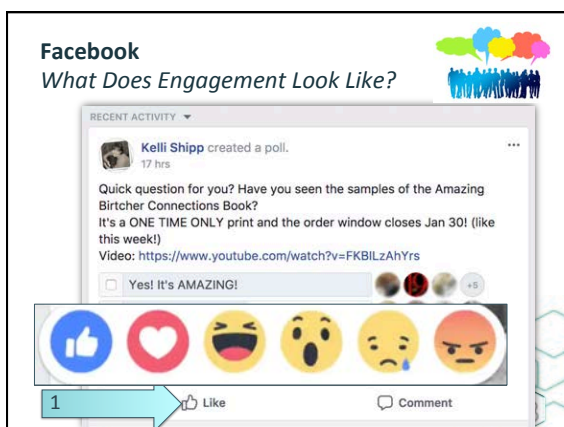 Facebook
What Does Engagement Look Like?
RECENT ACTIVITY
Kelli Shipp created a poll.
17 hrs
Quick question for you? Have you seen the samples of the Amazing
Birtcher Connections Book?
It's a ONE TIME ONLY print and the order window closes Jan 30! (like
this week!)
Video: https://www.youtube.com/watch?v=FKBILzAhYrs
Yes! It's AMAZING!
+5
1
Like
Comment